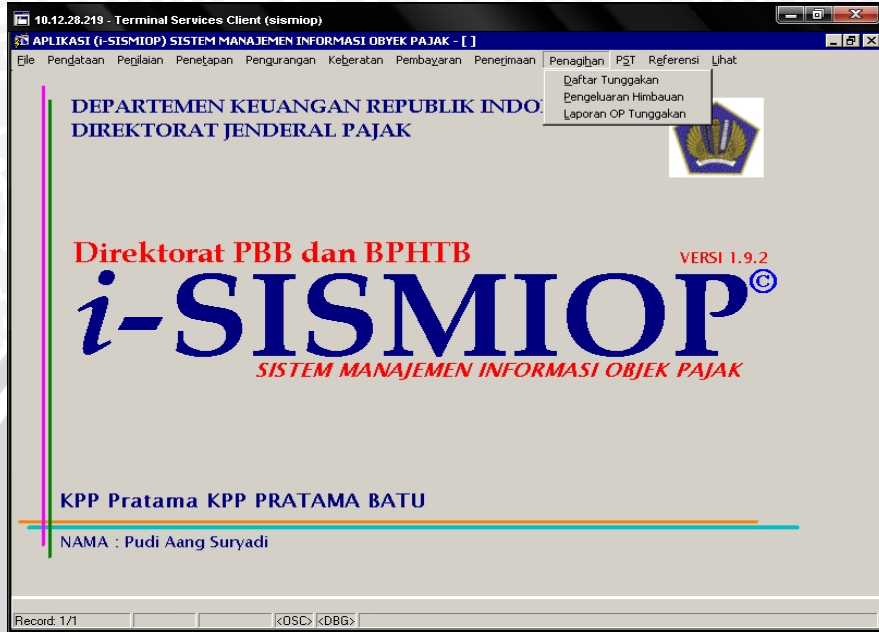 10.12.28.219 - Terminal Services Client (sismiop)
APLIKASI (i-SISMIOP) SISTEM MANAJEMEN INFORMASI OBYEK PAJAK - [ ]
File Pendataan Penilaian Penetapan Pengurangan Keberatan Pembayaran Penerimaan Penagihan PST Referensi Lihat
Daftar Tunggakan
Pengeluaran Himbauan
Laporan OP Tunggakan
DEPARTEMEN KEUANGAN REPUBLIK INDO
DIREKTORAT JENDERAL PAJAK
Direktorat PBB dan BPHTB
VERSI 1.9.2
i-SISMIOP©
SISTEM MANAJEMEN INFORMASI OBJEK PAJAK
KPP Pratama KPP PRATAMA BATU
NAMA : Pudi Aang Suryadi
Record: 1/1 <OSC> <DBG>